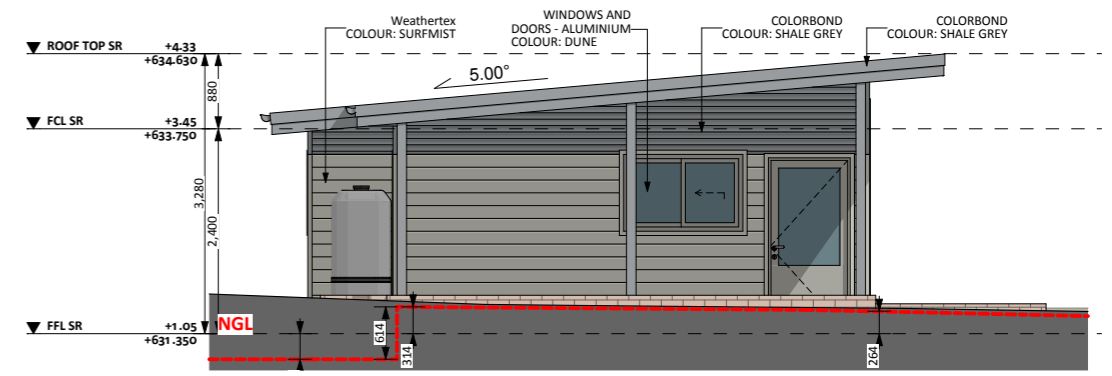 Weathertex
COLOUR: SURFMIST
WINDOWS AND
DOORS - ALUMINIUM
COLOUR: DUNE
COLORBOND
COLOUR: SHALE GREY
COLORBOND
COLOUR: SHALE GREY
ROOF TOP SR +4.33
+634.630
5.00°
880
FCL SR +3.45
+633.750
3,280
2,400
NGL
FFL SR +1.05
+631.350
614
314
264